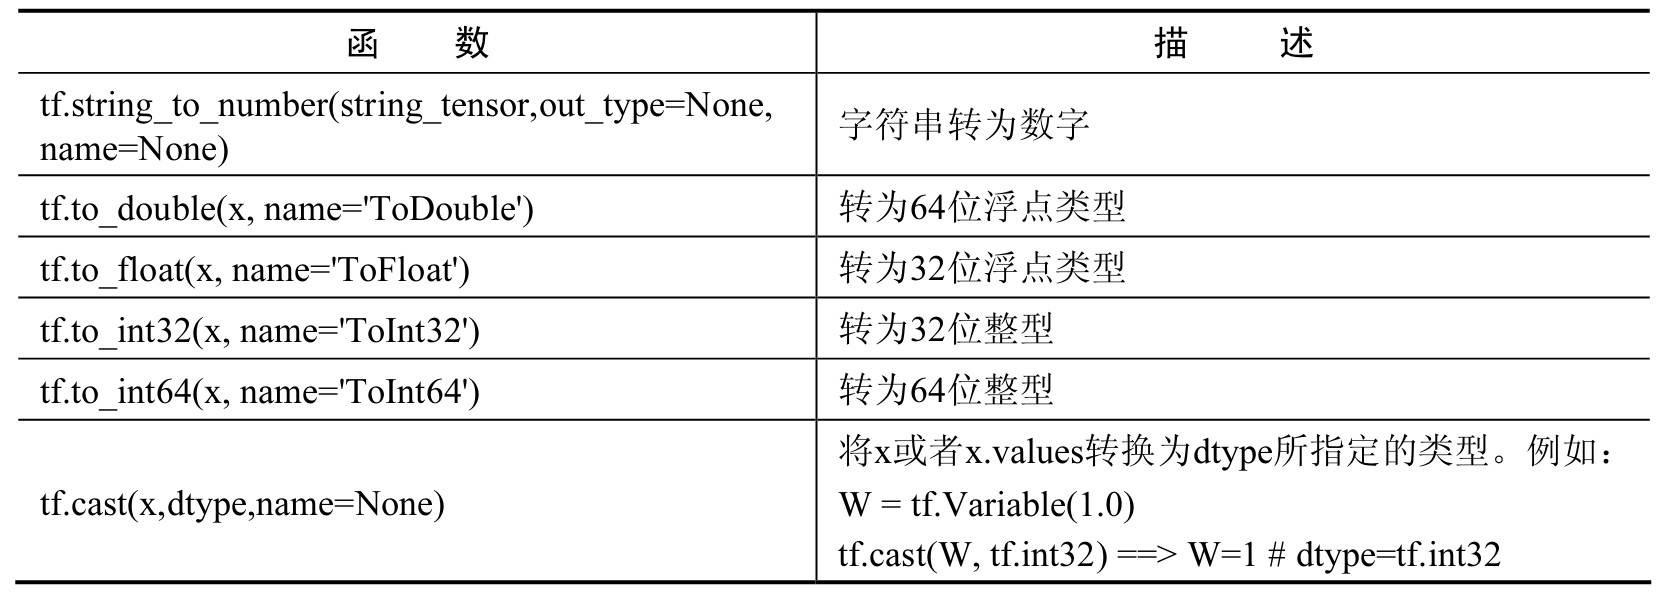 函 数 描 述
tf.string_to_number(string_tensor,out_type=None,
name=None)
字符串转为数字
tf.to_double(x, name='ToDouble') 转为64位浮点类型
tf.to_float(x, name='ToFloat') 转为32位浮点类型
tf.to_int32(x, name='ToInt32') 转为32位整型
tf.to_int64(x, name='ToInt64') 转为64位整型
tf.cast(x,dtype,name=None)
将x或者x.values转换为dtype所指定的类型。例如：
W = tf.Variable(1.0)
tf.cast(W, tf.int32) ==> W=1 # dtype=tf.int32